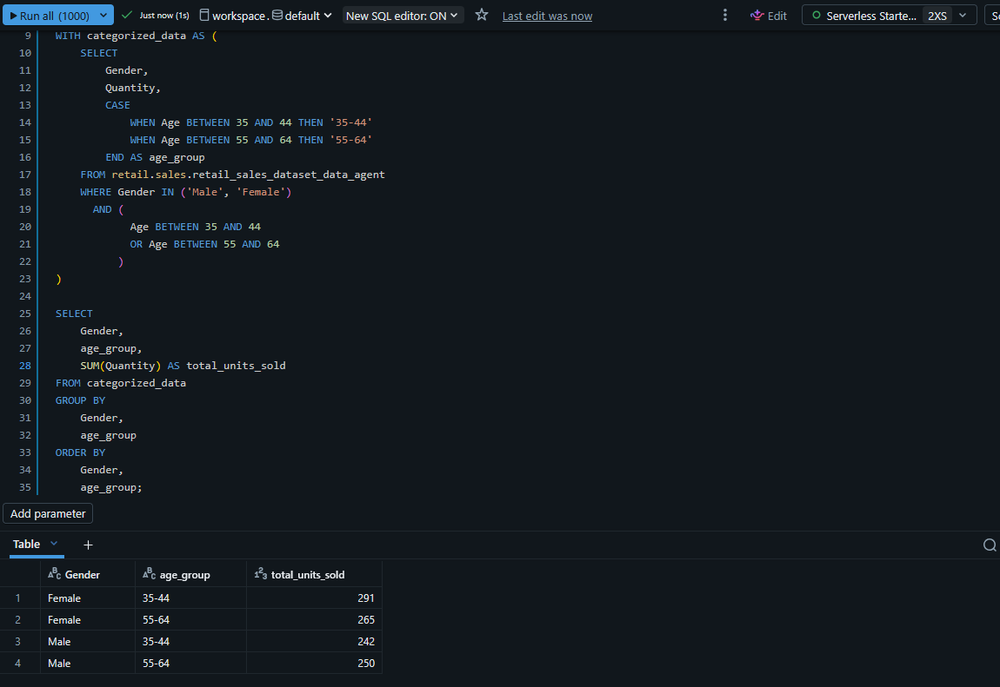 Run all (1000) Just now (1s) workspace . default New SQL editor: ON Last edit was now Edit Serverless Starte... 2XS
9 WITH categorized_data AS (
10 SELECT
11 Gender,
12 Quantity,
13 CASE
14 WHEN Age BETWEEN 35 AND 44 THEN '35-44'
15 WHEN Age BETWEEN 55 AND 64 THEN '55-64'
16 END AS age_group
17 FROM retail.sales.retail_sales_dataset_data_agent
18 WHERE Gender IN ('Male', 'Female')
19 AND (
20 Age BETWEEN 35 AND 44
21 OR Age BETWEEN 55 AND 64
22 )
23 )
24
25 SELECT
26 Gender,
27 age_group,
28 SUM(Quantity) AS total_units_sold
29 FROM categorized_data
30 GROUP BY
31 Gender,
32 age_group
33 ORDER BY
34 Gender,
35 age_group;
Add parameter
Table +
Gender age_group total_units_sold
1 Female 35-44 291
2 Female 55-64 265
3 Male 35-44 242
4 Male 55-64 250